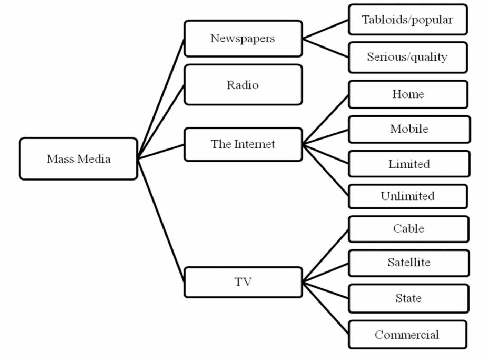 Mass Media
Newspapers
Tabloids/popular
Serious/quality
Radio
The Internet
Home
Mobile
Limited
Unlimited
TV
Cable
Satellite
State
Commercial